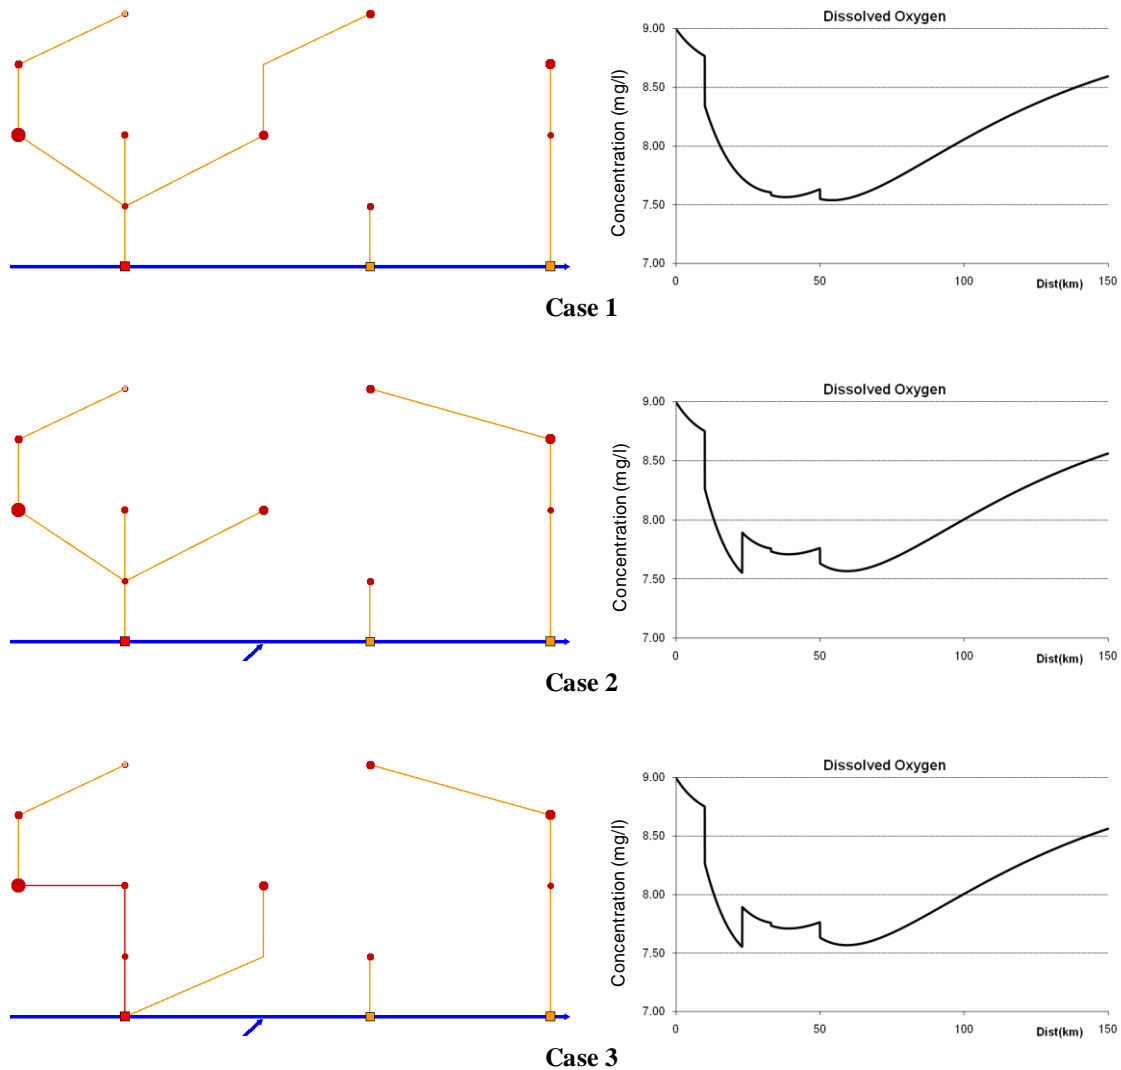 Dissolved Oxygen
Concentration (mg/l)
9.00
8.50
8.00
7.50
7.00
0
50
100
150
Dist(km)
Case 1
Dissolved Oxygen
Concentration (mg/l)
9.00
8.50
8.00
7.50
7.00
0
50
100
150
Dist(km)
Case 2
Dissolved Oxygen
Concentration (mg/l)
9.00
8.50
8.00
7.50
7.00
0
50
100
150
Dist(km)
Case 3